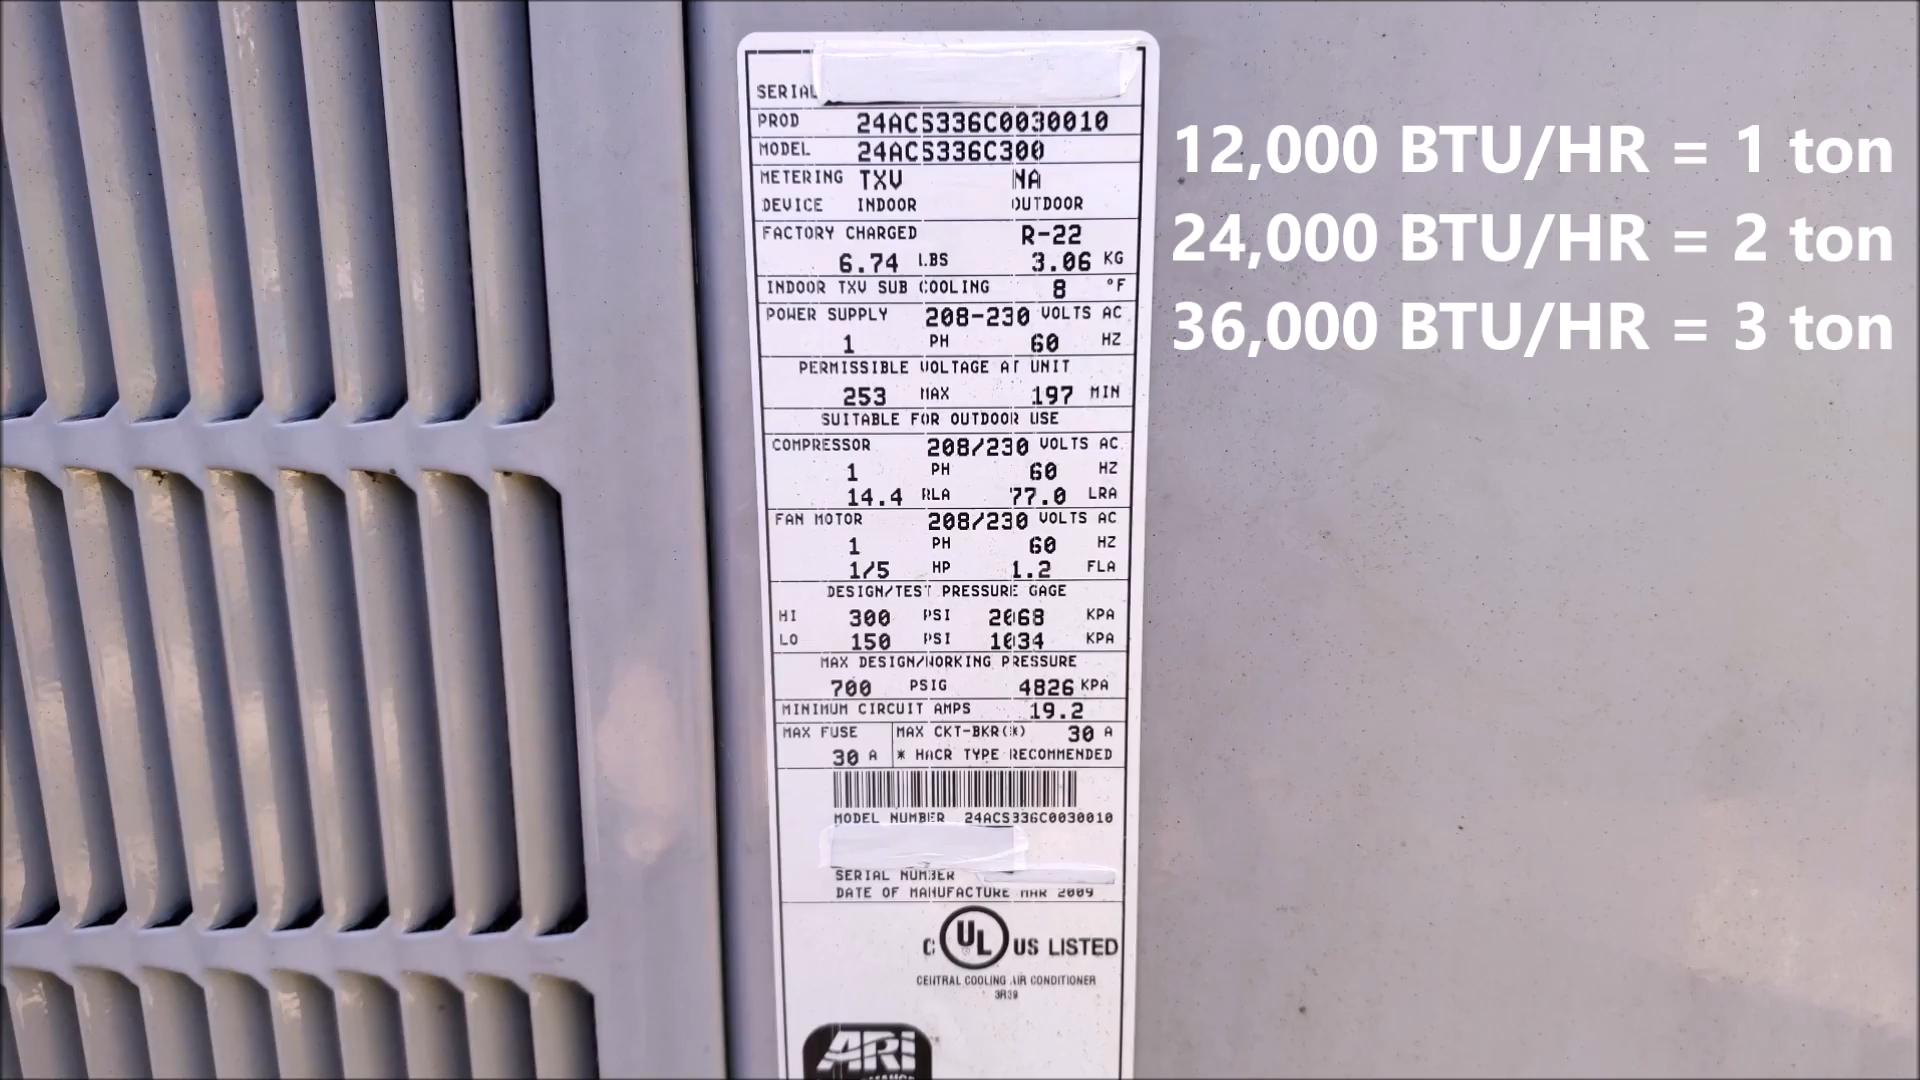 SERIAL
PROD 24ACS336C0030010
MODEL 24ACS336C300
METERING TXV NA
DEVICE INDOOR OUTDOOR
FACTORY CHARGED R-22
6.74 LBS 3.06 KG
INDOOR TXV SUB COOLING 8 °F
POWER SUPPLY 208-230 VOLTS AC
1 PH 60 HZ
PERMISSIBLE VOLTAGE AT UNIT
253 MAX 197 MIN
SUITABLE FOR OUTDOOR USE
COMPRESSOR 208/230 VOLTS AC
1 PH 60 HZ
14.4 RLA 77.0 LRA
FAN MOTOR 208/230 VOLTS AC
1 PH 60 HZ
1/5 HP 1.2 FLA
DESIGN/TEST PRESSURE GAGE
HI 300 PSI 2068 KPA
LO 150 PSI 1034 KPA
MAX DESIGN/WORKING PRESSURE
700 PSIG 4826 KPA
MINIMUM CIRCUIT AMPS 19.2
MAX FUSE MAX CKT-BKR(*) 30 A
30 A * HACR TYPE RECOMMENDED
MODEL NUMBER 24ACS336C0030010
SERIAL NUMBER
DATE OF MANUFACTURE MAR 2009
C UL US LISTED
CENTRAL COOLING AIR CONDITIONER
3R39
ARI
12,000 BTU/HR = 1 ton
24,000 BTU/HR = 2 ton
36,000 BTU/HR = 3 ton